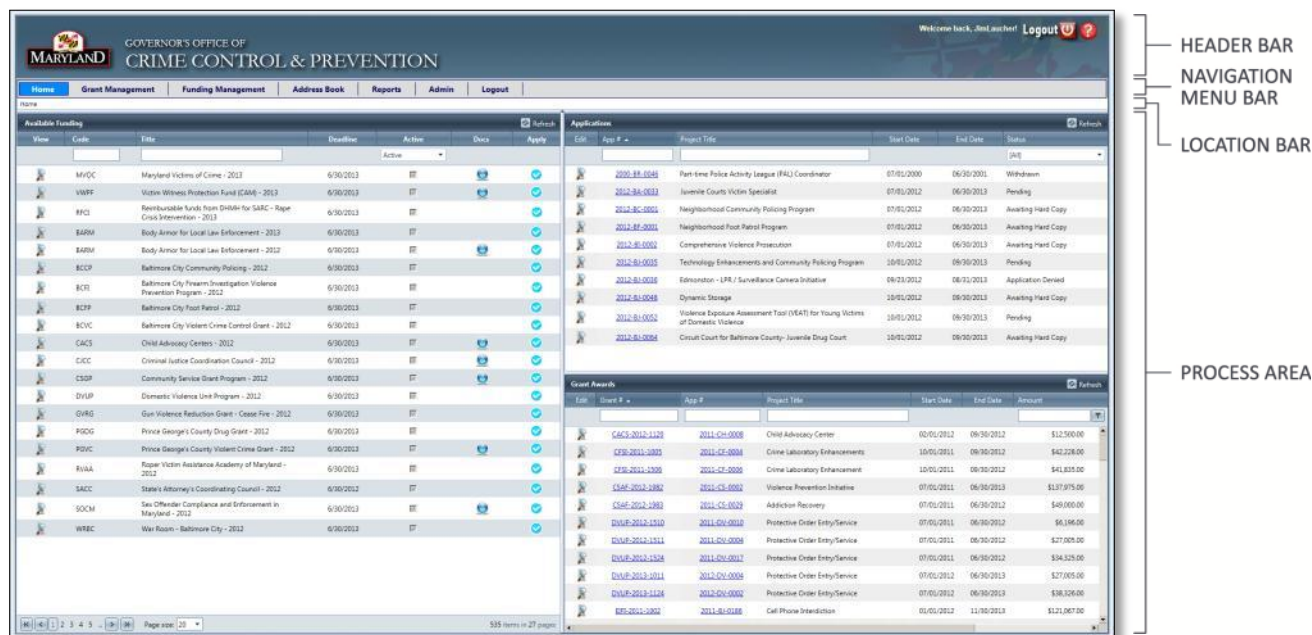 Welcome back, JimLaucher! Logout
MARYLAND
GOVERNOR'S OFFICE OF
CRIME CONTROL & PREVENTION
HEADER BAR
Home Grant Management Funding Management Address Book Reports Admin Logout
NAVIGATION
MENU BAR
Home
LOCATION BAR
PROCESS AREA
Available Funding Refresh
View Code Title Deadline Active Docs Apply
Active
MVOC Maryland Victims of Crime - 2013 6/30/2013
VWPF Victim Witness Protection Fund (CAM) - 2013 6/30/2013
RFCI Reimbursable funds from DHMH for SARC - Rape
Crisis Intervention - 2013 6/30/2013
BARM Body Armor for Local Law Enforcement - 2013 6/30/2013
BARM Body Armor for Local Law Enforcement - 2012 6/30/2013
BCCP Baltimore City Community Policing - 2012 6/30/2013
BCFI Baltimore City Firearm Investigation Violence
Prevention Program - 2012 6/30/2013
BCFP Baltimore City Foot Patrol - 2012 6/30/2013
BCVC Baltimore City Violent Crime Control Grant - 2012 6/30/2013
CACS Child Advocacy Centers - 2012 6/30/2013
CJCC Criminal Justice Coordination Council - 2012 6/30/2013
CSGP Community Service Grant Program - 2012 6/30/2013
DVUP Domestic Violence Unit Program - 2012 6/30/2013
GVRG Gun Violence Reduction Grant - Cease Fire - 2012 6/30/2013
PGDG Prince George's County Drug Grant - 2012 6/30/2013
PGVC Prince George's County Violent Crime Grant - 2012 6/30/2013
RVAA Roper Victim Assistance Academy of Maryland -
2012 6/30/2013
SACC State's Attorney's Coordinating Council - 2012 6/30/2012
SOCM Sex Offender Compliance and Enforcement in
Maryland - 2012 6/30/2013
WRBC War Room - Baltimore City - 2012 6/30/2013
1 2 3 4 5 ... Page size: 20 535 items in 27 pages
Applications Refresh
Edit App # Project Title Start Date End Date Status
[All]
2000-BR-0046 Part-time Police Activity League (PAL) Coordinator 07/01/2000 06/30/2001 Withdrawn
2012-BA-0033 Juvenile Courts Victim Specialist 07/01/2012 06/30/2013 Pending
2012-BC-0001 Neighborhood Community Policing Program 07/01/2012 06/30/2013 Awaiting Hard Copy
2012-BF-0001 Neighborhood Foot Patrol Program 07/01/2012 06/30/2013 Awaiting Hard Copy
2012-BI-0002 Comprehensive Violence Prosecution 07/01/2012 06/30/2013 Awaiting Hard Copy
2012-BJ-0035 Technology Enhancements and Community Policing Program 10/01/2012 09/30/2013 Pending
2012-BJ-0036 Edmonston - LPR / Surveillance Camera Initiative 09/23/2012 08/31/2013 Application Denied
2012-BJ-0048 Dynamic Storage 10/01/2012 09/30/2013 Awaiting Hard Copy
2012-BJ-0052 Violence Exposure Assessment Tool (VEAT) for Young Victims
of Domestic Violence 10/01/2012 09/30/2013 Pending
2012-BJ-0064 Circuit Court for Baltimore County- Juvenile Drug Court 10/01/2012 09/30/2013 Awaiting Hard Copy
Grant Awards Refresh
Edit Grant # App # Project Title Start Date End Date Amount
CACS-2012-1120 2011-CH-0008 Child Advocacy Center 02/01/2012 09/30/2012 $12,500.00
CFSI-2011-1005 2011-CF-0004 Crime Laboratory Enhancements 10/01/2011 09/30/2012 $42,228.00
CFSI-2011-1506 2011-CF-0006 Crime Laboratory Enhancement 10/01/2011 09/30/2012 $41,835.00
CSAF-2012-1982 2011-CS-0002 Violence Prevention Initiative 07/01/2011 06/30/2012 $137,975.00
CSAF-2012-1983 2011-CS-0029 Addiction Recovery 07/01/2011 06/30/2012 $49,000.00
DVUP-2012-1510 2011-DV-0010 Protective Order Entry/Service 07/01/2011 06/30/2012 $6,196.00
DVUP-2012-1511 2011-DV-0004 Protective Order Entry/Service 07/01/2011 06/30/2012 $27,005.00
DVUP-2012-1524 2011-DV-0017 Protective Order Entry/Service 07/01/2011 06/30/2012 $34,325.00
DVUP-2013-1011 2012-DV-0004 Protective Order Entry/Service 07/01/2012 06/30/2013 $27,005.00
DVUP-2013-1124 2012-DV-0002 Protective Order Entry/Service 07/01/2012 06/30/2013 $38,326.00
2011-BJ-0186 Cell Phone Interdiction 01/01/2012 11/30/2013 $121,067.00